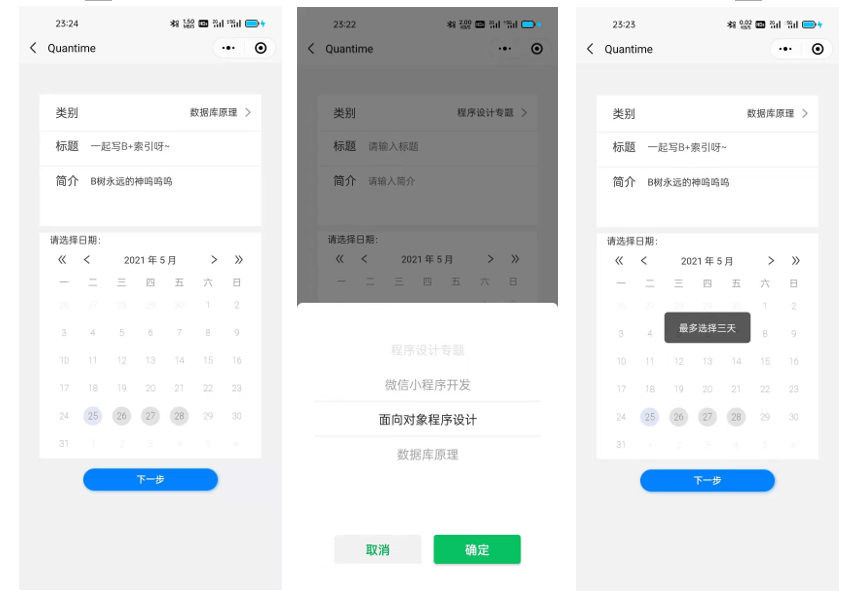 23:24
Quantime
类别 数据库原理
标题 一起写B+索引呀~
简介 B树永远的神呜呜呜
请选择日期:
2021 年 5 月
一 二 三 四 五 六 日
26 27 28 29 30 1 2
3 4 5 6 7 8 9
10 11 12 13 14 15 16
17 18 19 20 21 22 23
24 25 26 27 28 29 30
31 1 2 3 4 5 6
下一步
23:22
Quantime
类别 程序设计专题
标题 请输入标题
简介 请输入简介
请选择日期:
2021 年 5 月
一 二 三 四 五 六 日
程序设计专题
微信小程序开发
面向对象程序设计
数据库原理
取消 确定
23:23
Quantime
类别 数据库原理
标题 一起写B+索引呀~
简介 B树永远的神呜呜呜
请选择日期:
2021 年 5 月
一 二 三 四 五 六 日
1 2
3 4 8 9
最多选择三天
10 11 12 13 14 15 16
17 18 19 20 21 22 23
24 25 26 27 28 29 30
31
下一步